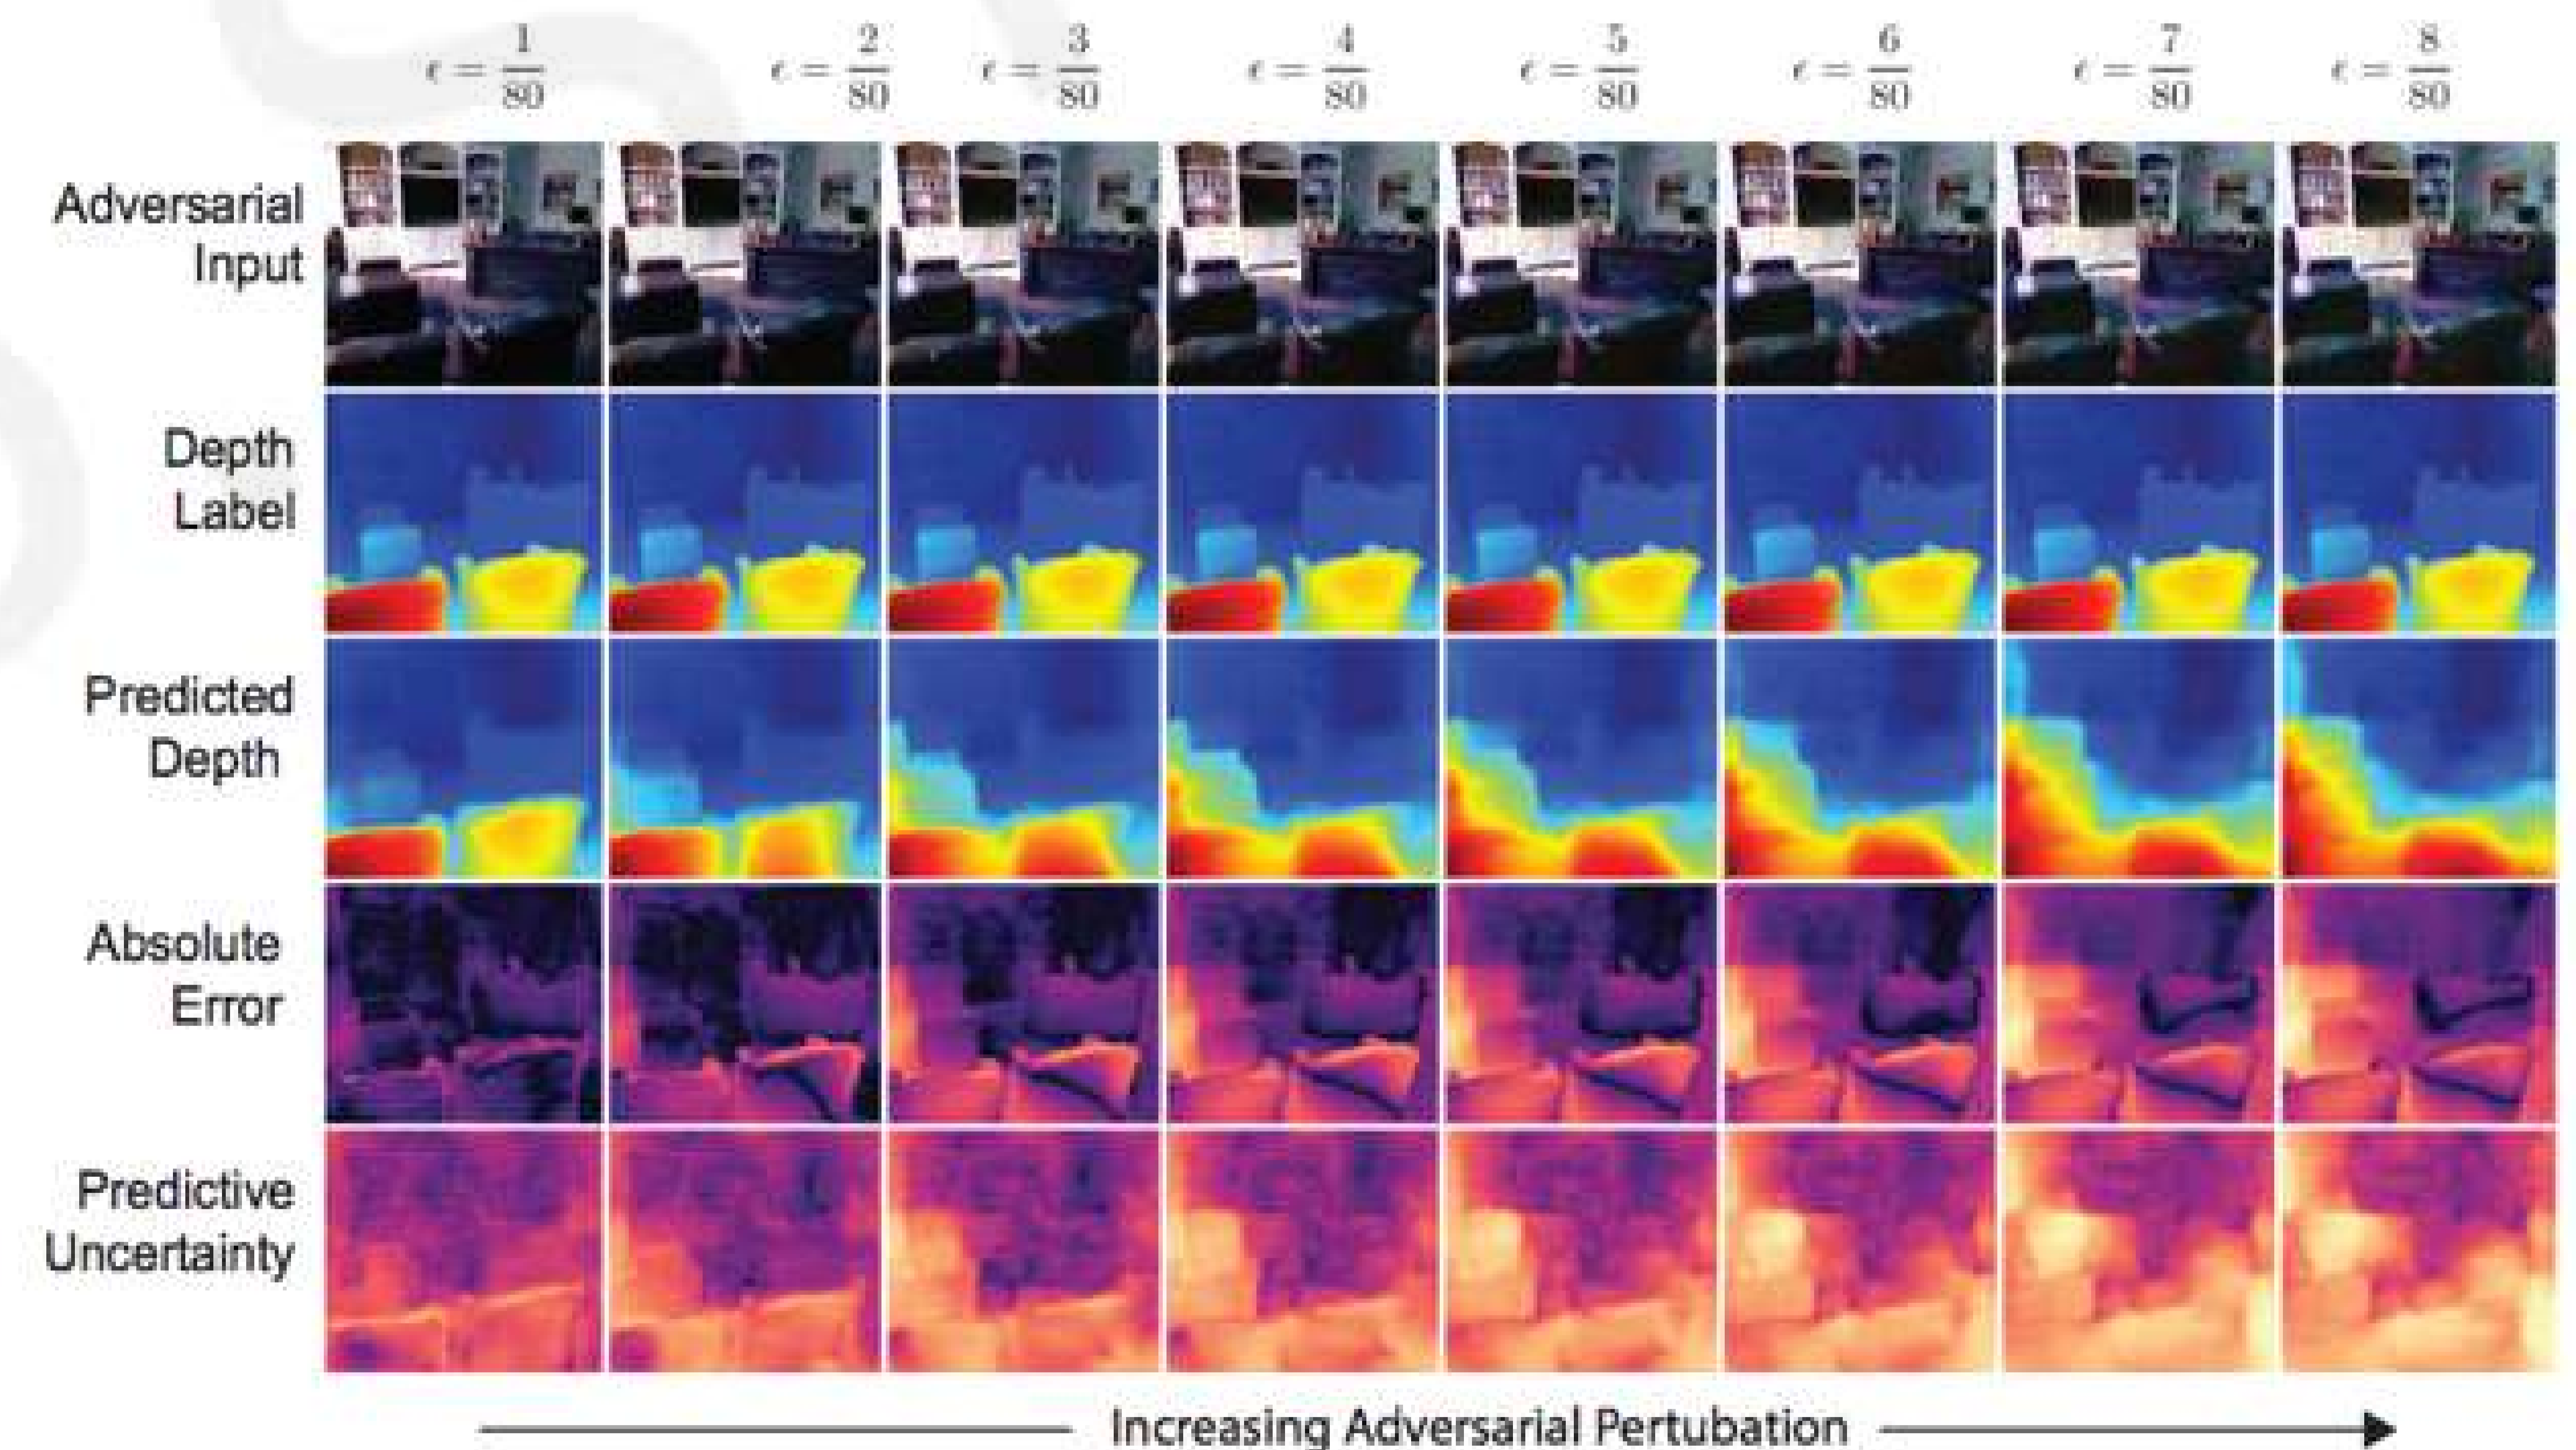 ϵ = 1/80 ϵ = 2/80 ϵ = 3/80 ϵ = 4/80 ϵ = 5/80 ϵ = 6/80 ϵ = 7/80 ϵ = 8/80
Adversarial
Input
Depth
Label
Predicted
Depth
Absolute
Error
Predictive
Uncertainty
Increasing Adversarial Pertubation